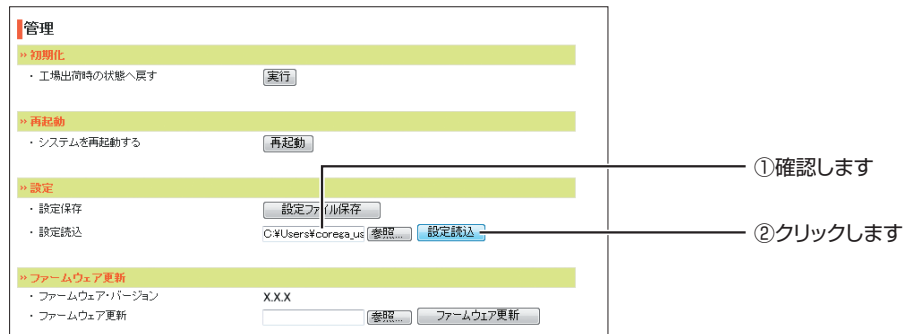 管理
» 初期化
・ 工場出荷時の状態へ戻す 実行
» 再起動
・ システムを再起動する 再起動
①確認します
» 設定
・ 設定保存 設定ファイル保存
・ 設定読込 C:¥Users¥corega_us 参照... 設定読込
②クリックします
» ファームウェア更新
・ ファームウェア・バージョン X.X.X
・ ファームウェア更新 参照... ファームウェア更新